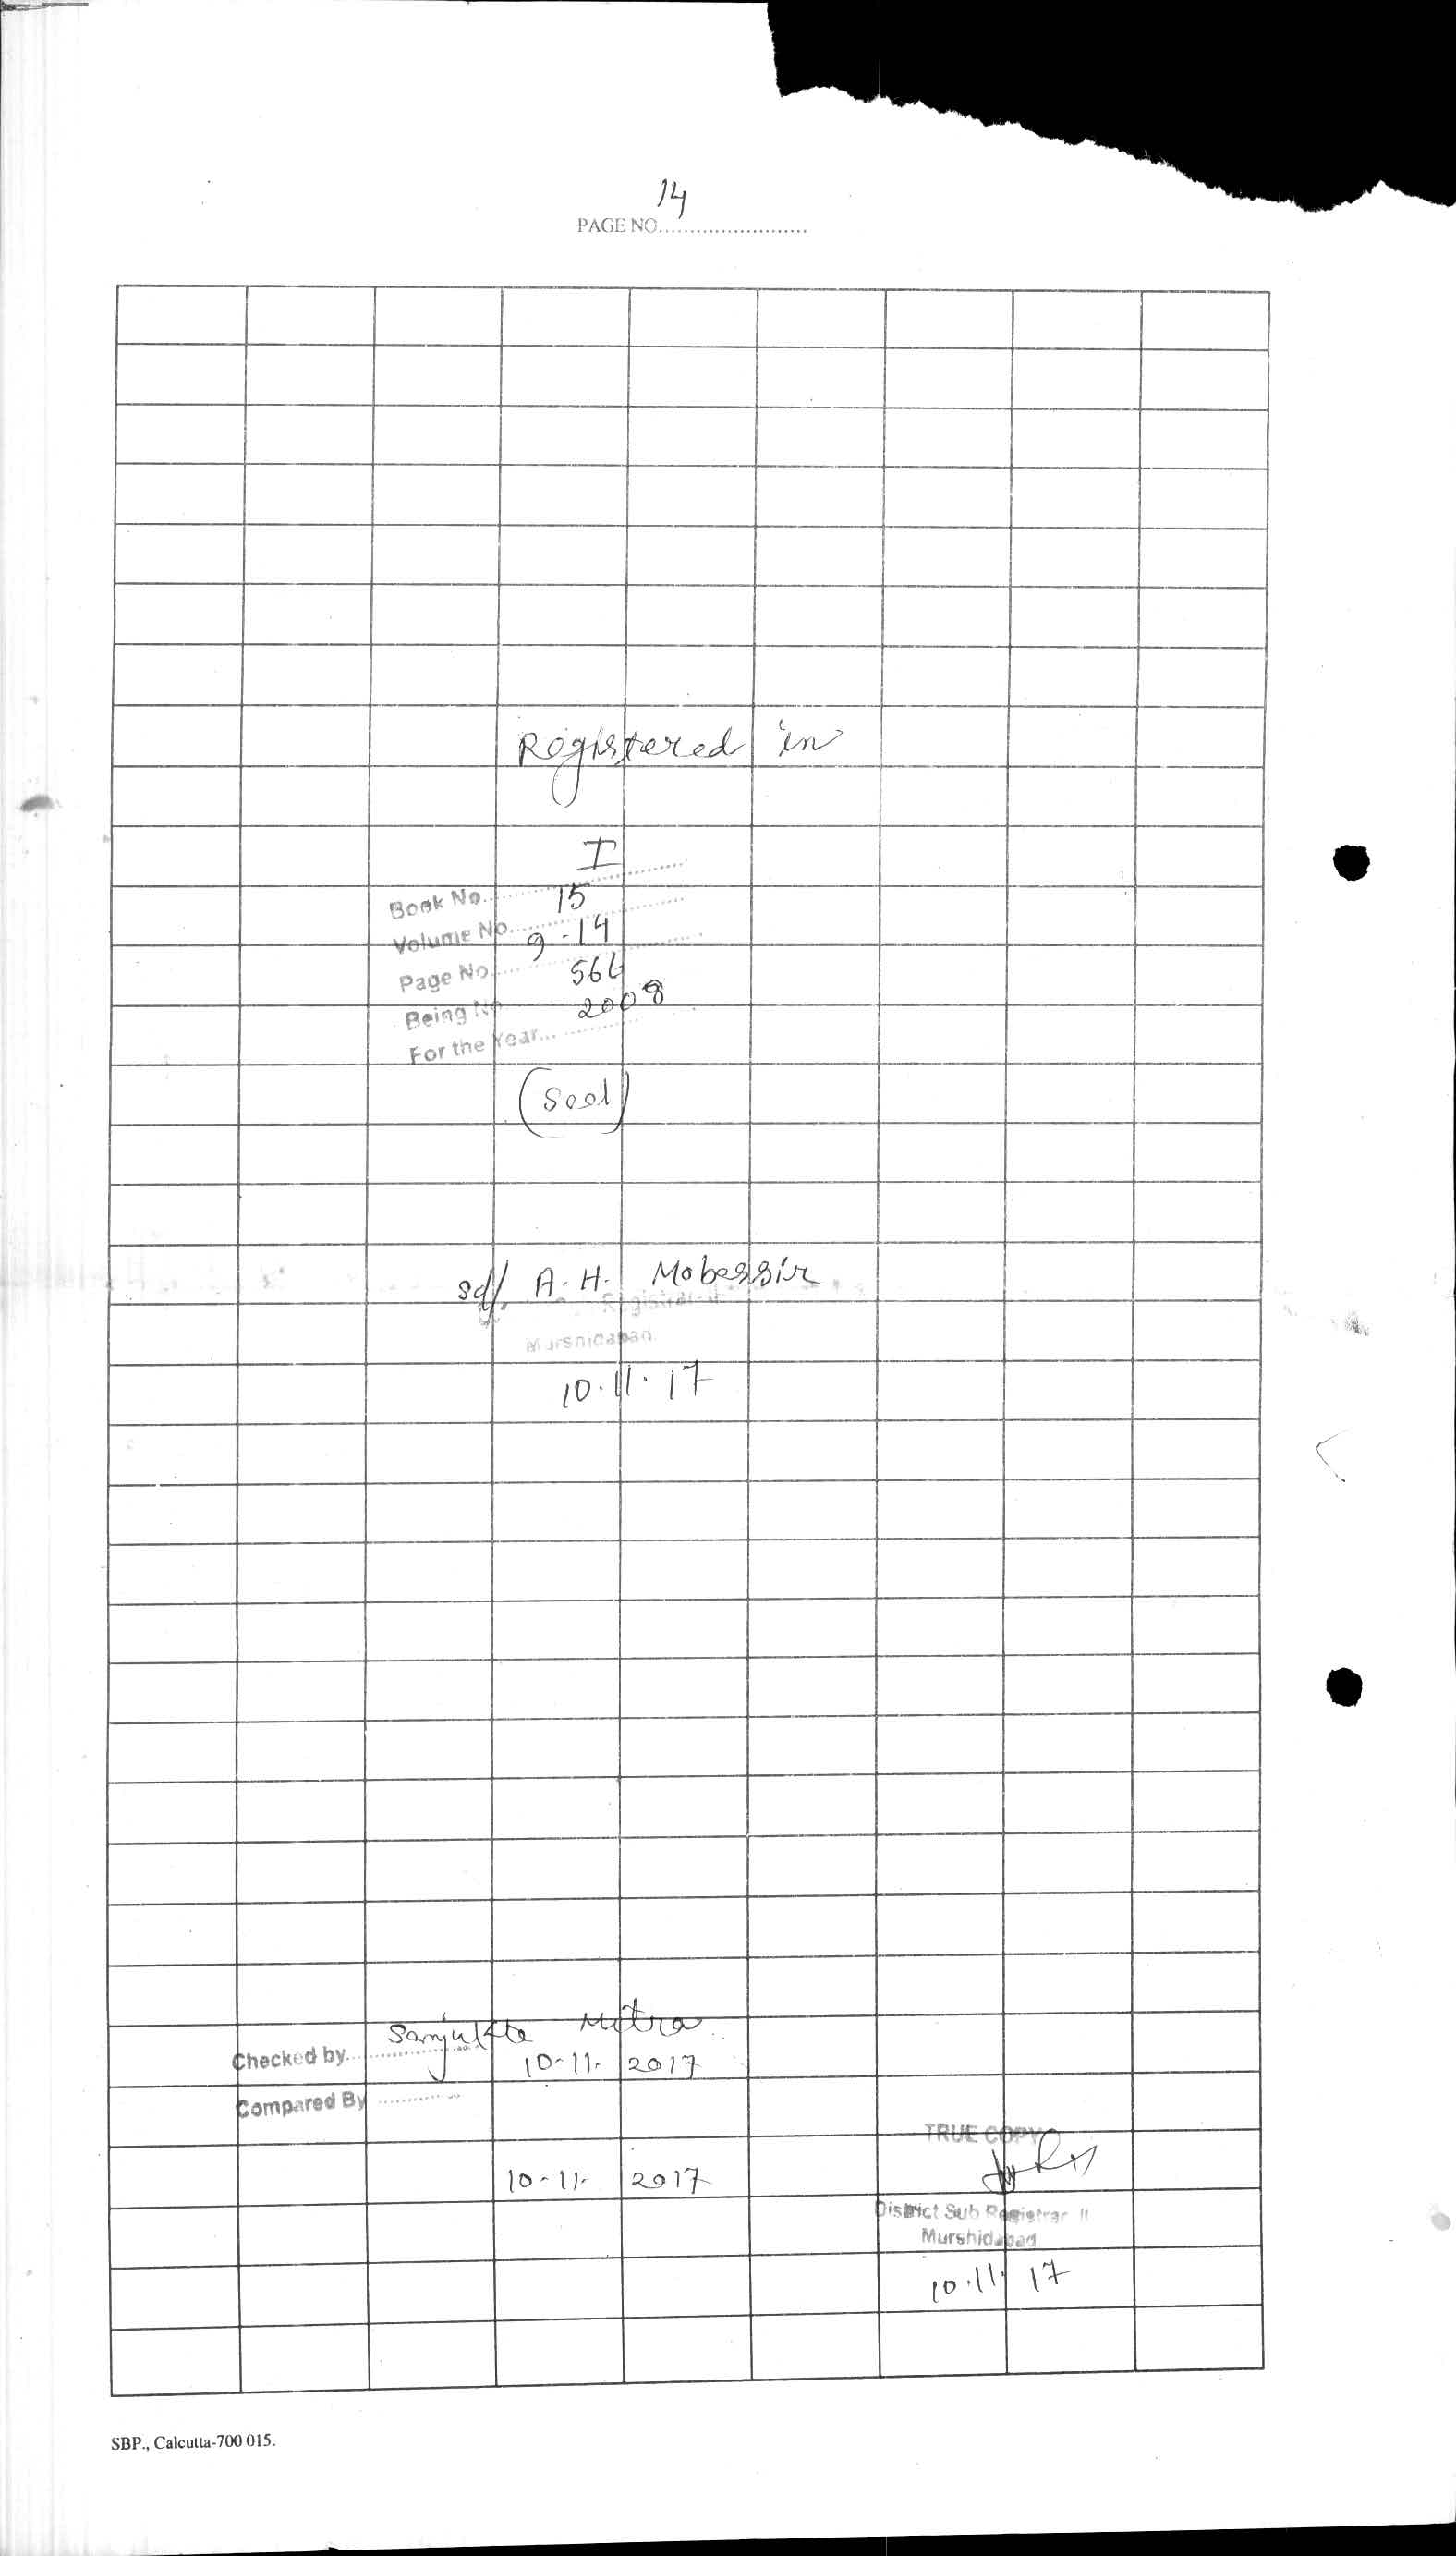 14
PAGE NO........................
Registered in
Book No. I
Volume No. 15
Page No. 9-14
Being No.
For the Year... 2008
(Seal)
sd/. A. H. Mobassir
Registrar-II
Murshidabad
10.11.17
Checked by. Sanjukta Mitra
10-11. 2017
Compared By
10-11. 2017
TRUE COPY
District Sub Registrar II
Murshidabad
10.11. 17
SBP., Calcutta-700 015.